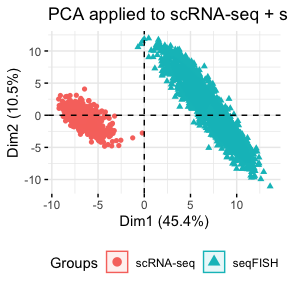 PCA applied to scRNA-seq + s
Dim2 (10.5%)
10
5
0
-5
-10
-10
-5
0
5
10
Dim1 (45.4%)
Groups scRNA-seq seqFISH